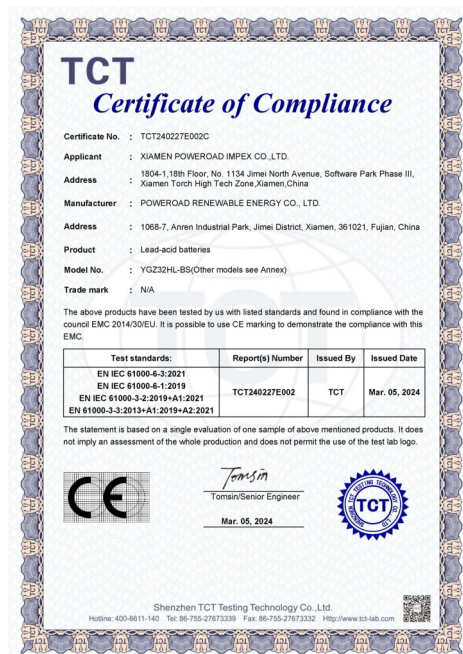 TCT
Certificate of Compliance
Certificate No. : TCT240227E002C
Applicant : XIAMEN POWEROAD IMPEX CO.,LTD.
Address : 1804-1,18th Floor, No. 1134 Jimei North Avenue, Software Park Phase III,
Xiamen Torch High Tech Zone,Xiamen,China
Manufacturer : POWEROAD RENEWABLE ENERGY CO., LTD.
Address : 1068-7, Anren Industrial Park, Jimei District, Xiamen, 361021, Fujian, China
Product : Lead-acid batteries
Model No. : YGZ32HL-BS(Other models see Annex)
Trade mark : N/A
The above products have been tested by us with listed standards and found in compliance with the
council EMC 2014/30/EU. It is possible to use CE marking to demonstrate the compliance with this
EMC.
Test standards: Report(s) Number Issued By Issued Date
EN IEC 61000-6-3:2021
EN IEC 61000-6-1:2019
EN IEC 61000-3-2:2019+A1:2021
EN 61000-3-3:2013+A1:2019+A2:2021
TCT240227E002 TCT Mar. 05, 2024
The statement is based on a single evaluation of one sample of above mentioned products. It does
not imply an assessment of the whole production and does not permit the use of the test lab logo.
CE
Tomsin
Tomsin/Senior Engineer
Mar. 05, 2024
SHENZHEN TCT TESTING TECHNOLOGY CO., LTD
TCT
Shenzhen TCT Testing Technology Co.,Ltd.
Hotline: 400-6611-140 Tel: 86-755-27673339 Fax: 86-755-27673332 Http://www.tct-lab.com